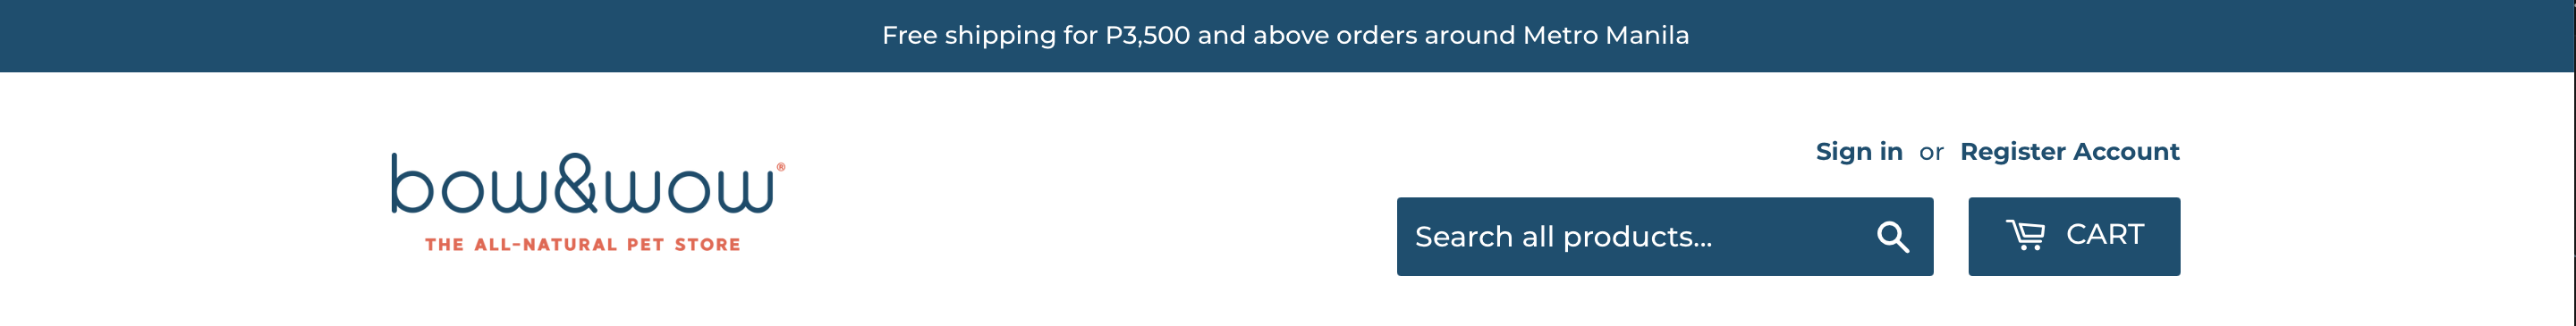 Free shipping for P3,500 and above orders around Metro Manila
Sign in or Register Account
bow&wow®
THE ALL-NATURAL PET STORE
Search all products...
CART